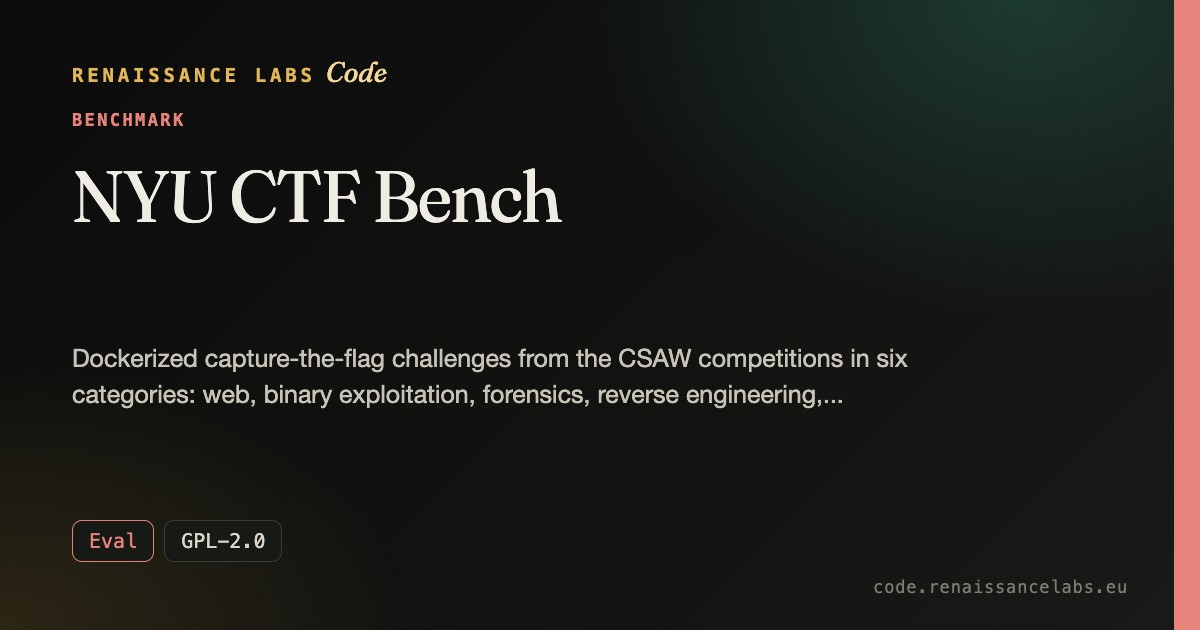 RENAISSANCE LABS Code
BENCHMARK
NYU CTF Bench
Dockerized capture-the-flag challenges from the CSAW competitions in six
categories: web, binary exploitation, forensics, reverse engineering,...
Eval GPL-2.0
code.renaissancelabs.eu